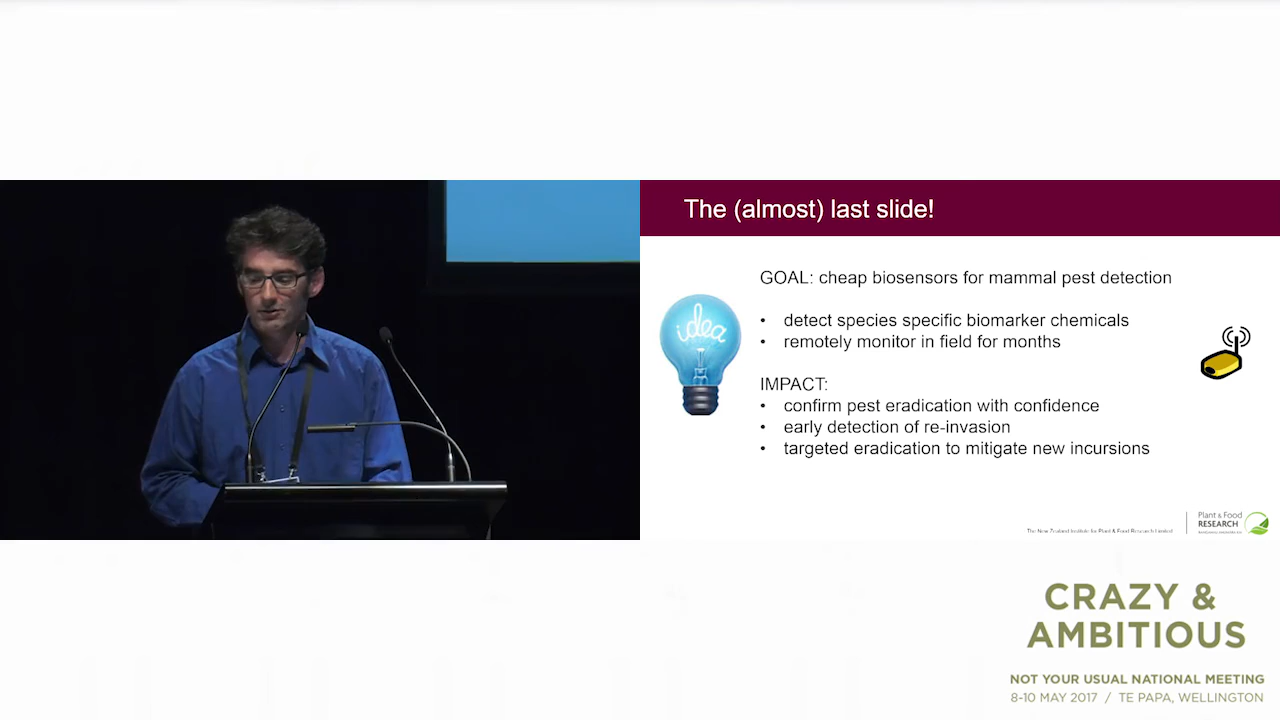 The (almost) last slide!
GOAL: cheap biosensors for mammal pest detection
idea
• detect species specific biomarker chemicals
• remotely monitor in field for months
IMPACT:
• confirm pest eradication with confidence
• early detection of re-invasion
• targeted eradication to mitigate new incursions
The New Zealand Institute for Plant & Food Research Limited
Plant & Food
RESEARCH
CRAZY &
AMBITIOUS
NOT YOUR USUAL NATIONAL MEETING
8-10 MAY 2017 / TE PAPA, WELLINGTON